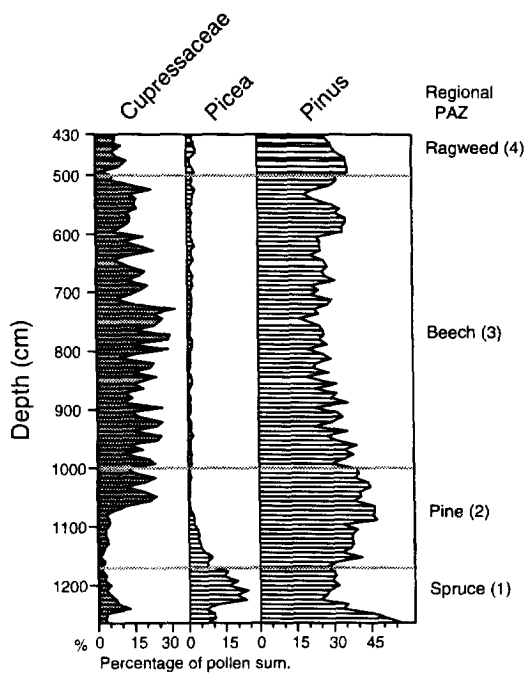 Cupressaceae
Picea
Pinus
Regional
PAZ
430
Ragweed (4)
500
600
700
Beech (3)
800
900
1000
Pine (2)
1100
1200
Spruce (1)
Depth (cm)
% 0 15 30 0 15 0 15 30 45
Percentage of pollen sum.